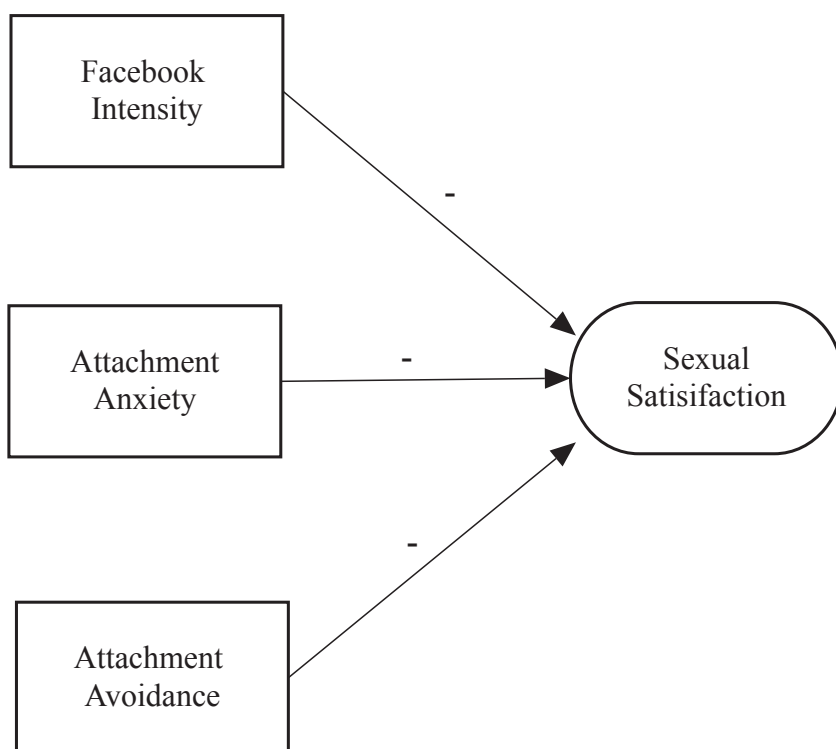 Facebook
Intensity
-
Attachment
Anxiety
-
Sexual
Satisifaction
-
Attachment
Avoidance